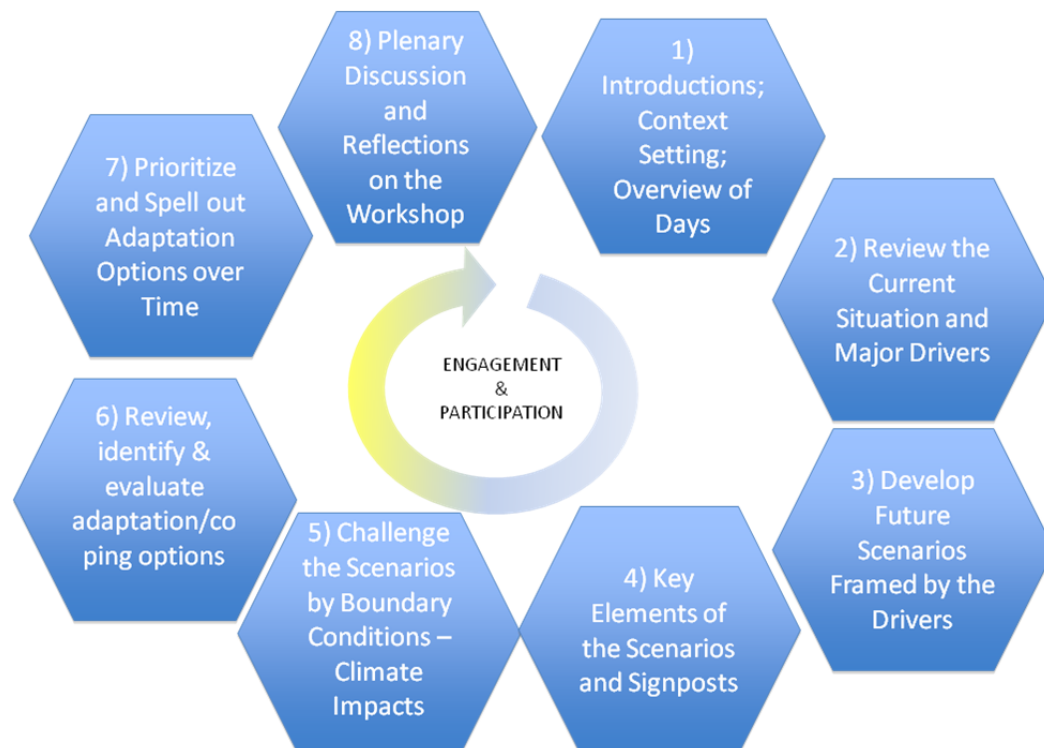 1)
Introductions;
Context
Setting;
Overview of
Days
2) Review the
Current
Situation and
Major Drivers
3) Develop
Future
Scenarios
Framed by the
Drivers
4) Key
Elements of
the Scenarios
and Signposts
5) Challenge
the Scenarios
by Boundary
Conditions –
Climate
Impacts
6) Review,
identify &
evaluate
adaptation/co
ping options
7) Prioritize
and Spell out
Adaptation
Options over
Time
8) Plenary
Discussion
and
Reflections
on the
Workshop
ENGAGEMENT
&
PARTICIPATION